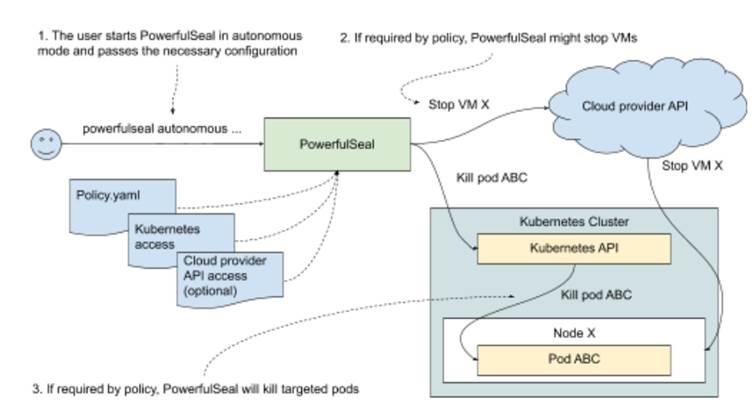 1. The user starts PowerfulSeal in autonomous
mode and passes the necessary configuration
2. If required by policy, PowerfulSeal might stop VMs
Stop VM X
Cloud provider API
powerfulseal autonomous ...
PowerfulSeal
Stop VM X
Kill pod ABC
Policy.yaml
Kubernetes
access
Cloud provider
API access
(optional)
Kubernetes Cluster
Kubernetes API
Kill pod ABC
Node X
Pod ABC
3. If required by policy, PowerfulSeal will kill targeted pods